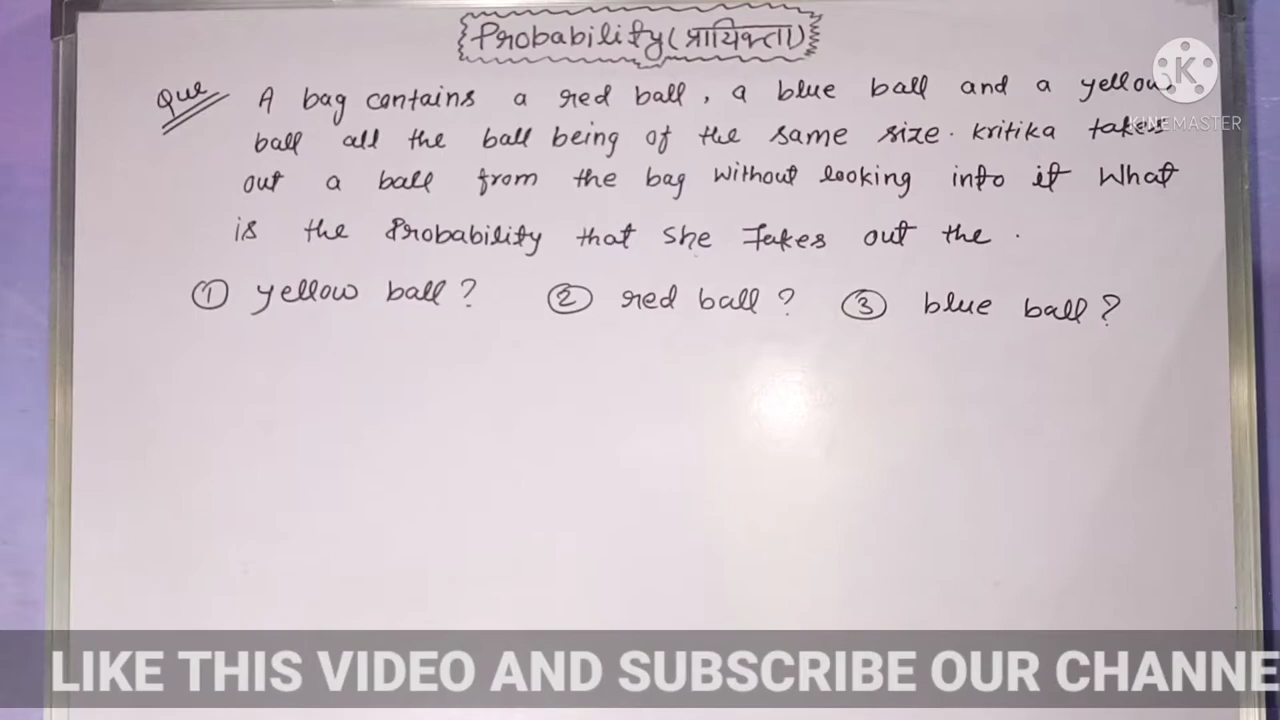 Probability (प्रायिकता)
Que A bag contains a red ball, a blue ball and a yellow
ball all the ball being of the same size. Kritika takes
out a ball from the bag without looking into it What
is the Probability that she takes out the .
① yellow ball? ② red ball? ③ blue ball?
K
KINEMASTER
LIKE THIS VIDEO AND SUBSCRIBE OUR CHANNE